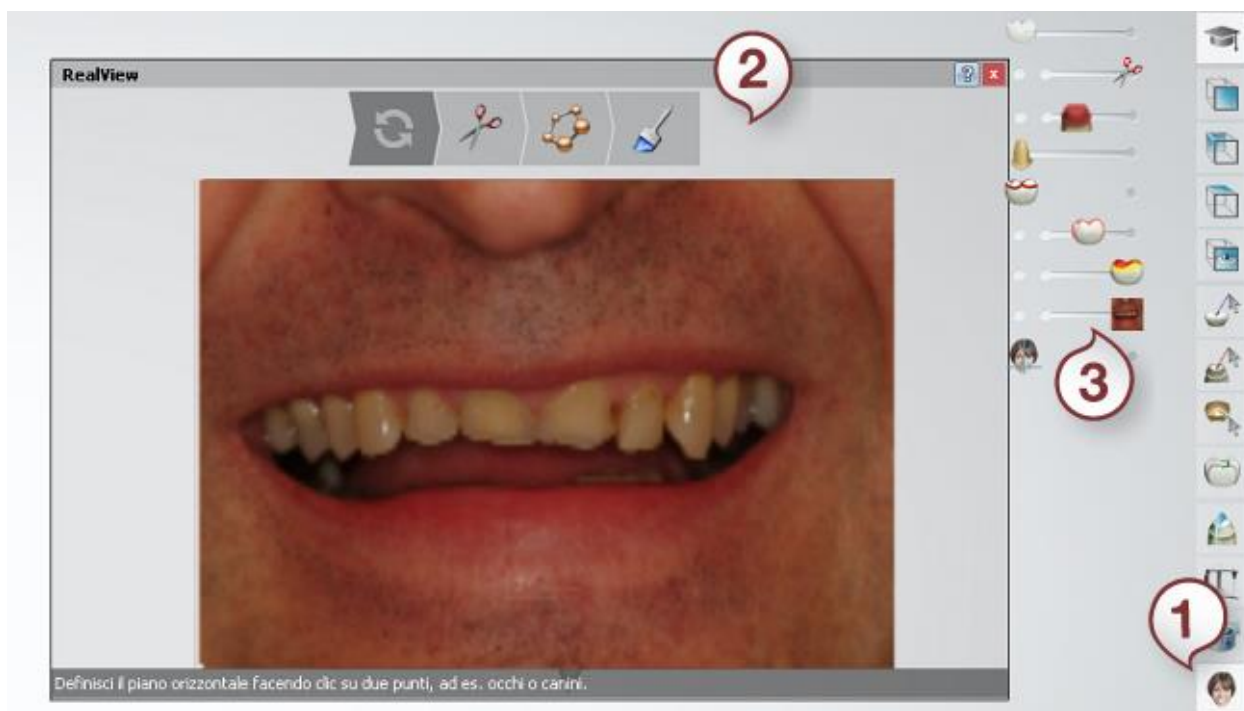 2
RealView
3
1
Definisci il piano orizzontale facendo clic su due punti, ad es. occhi o canini.